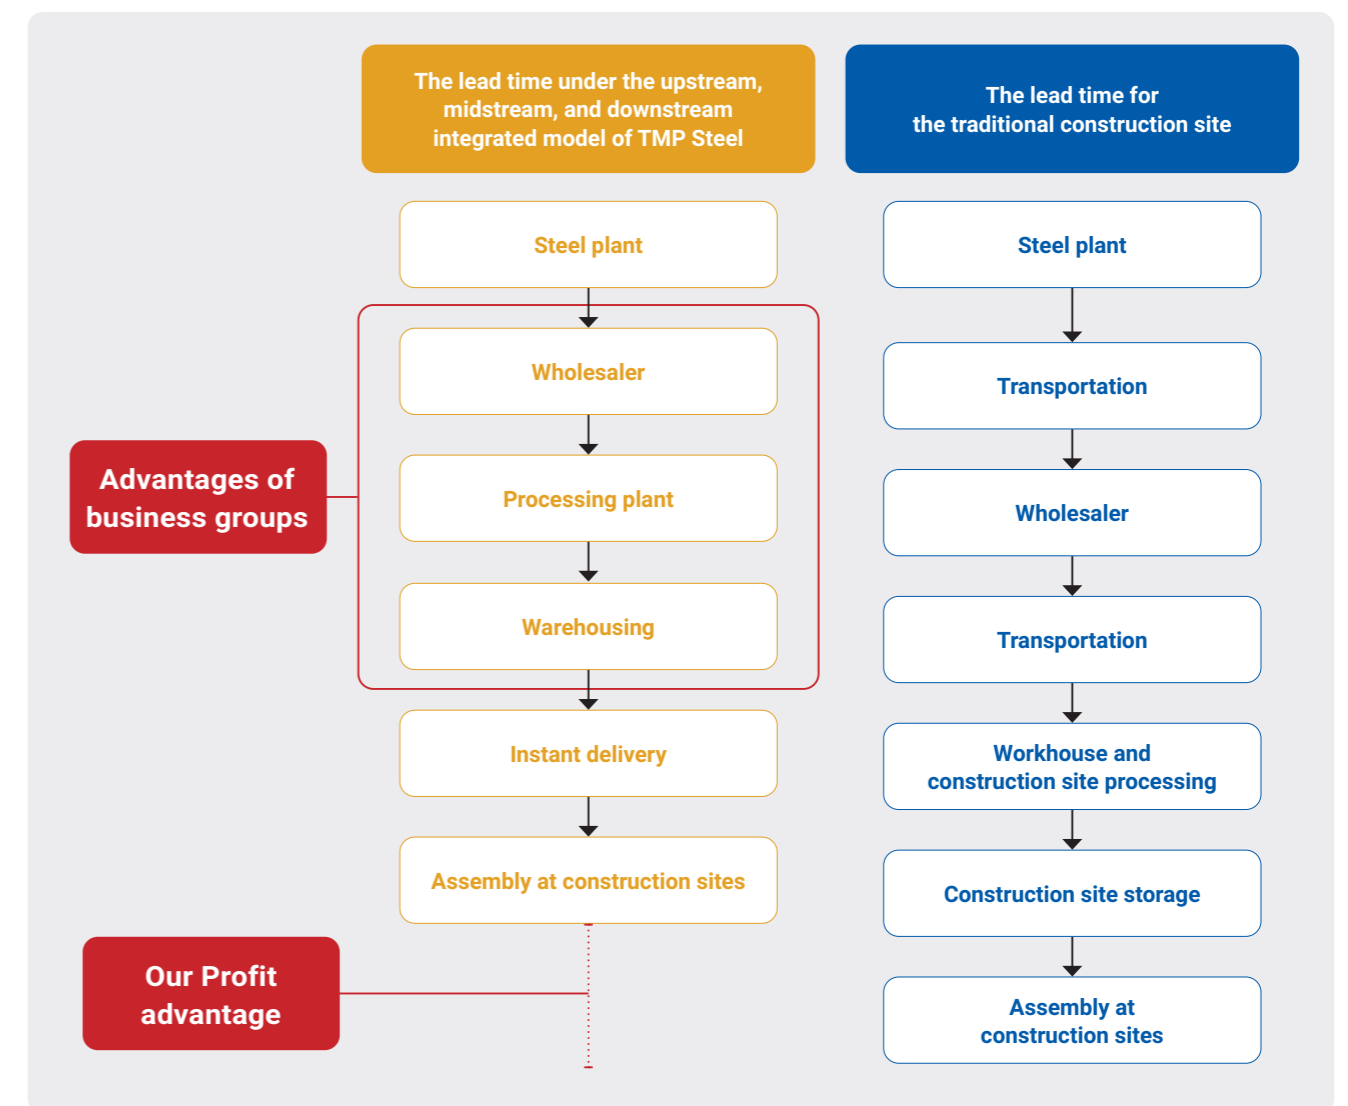 The lead time under the upstream,
midstream, and downstream
integrated model of TMP Steel
The lead time for
the traditional construction site
Steel plant
Wholesaler
Processing plant
Warehousing
Instant delivery
Assembly at construction sites
Advantages of
business groups
Our Profit
advantage
Steel plant
Transportation
Wholesaler
Transportation
Workhouse and
construction site processing
Construction site storage
Assembly at
construction sites